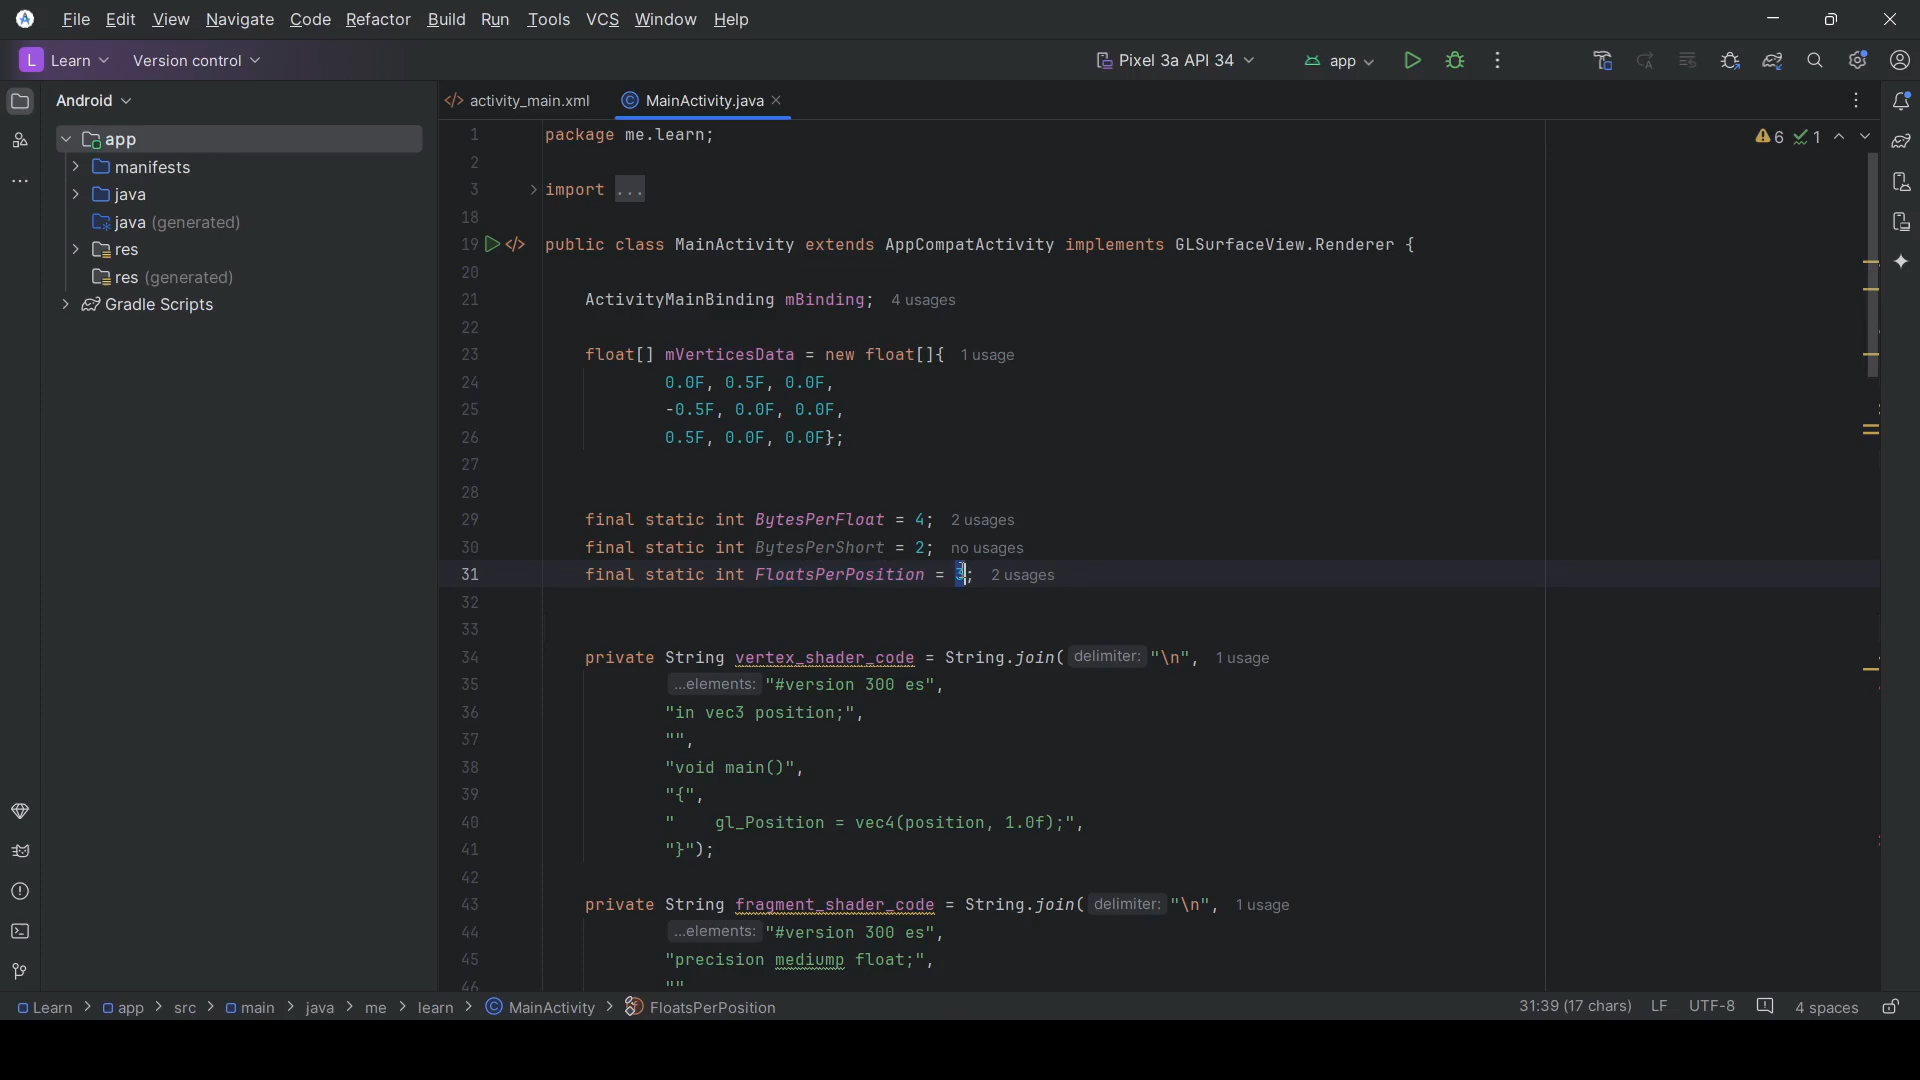 File Edit View Navigate Code Refactor Build Run Tools VCS Window Help
L Learn Version control Pixel 3a API 34 app
Android
activity_main.xml MainActivity.java
app
manifests
java
java (generated)
res
res (generated)
Gradle Scripts
6 1
1 package me.learn;
2
3 import ...
18
19 public class MainActivity extends AppCompatActivity implements GLSurfaceView.Renderer {
20
21 ActivityMainBinding mBinding; 4 usages
22
23 float[] mVerticesData = new float[]{ 1 usage
24 0.0F, 0.5F, 0.0F,
25 -0.5F, 0.0F, 0.0F,
26 0.5F, 0.0F, 0.0F};
27
28
29 final static int BytesPerFloat = 4; 2 usages
30 final static int BytesPerShort = 2; no usages
31 final static int FloatsPerPosition = 3; 2 usages
32
33
34 private String vertex_shader_code = String.join( delimiter: "\n", 1 usage
35 ...elements: "#version 300 es",
36 "in vec3 position;",
37 "",
38 "void main()",
39 "{",
40 " gl_Position = vec4(position, 1.0f);",
41 "}");
42
43 private String fragment_shader_code = String.join( delimiter: "\n", 1 usage
44 ...elements: "#version 300 es",
45 "precision mediump float;",
46 ""
Learn > app > src > main > java > me > learn > MainActivity > FloatsPerPosition
31:39 (17 chars) LF UTF-8 4 spaces